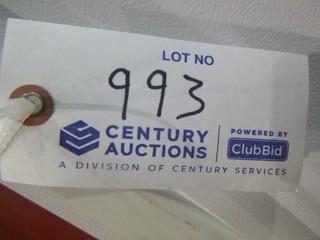 LOT NO
993
CENTURY AUCTIONS
POWERED BY
ClubBid
A DIVISION OF CENTURY SERVICES